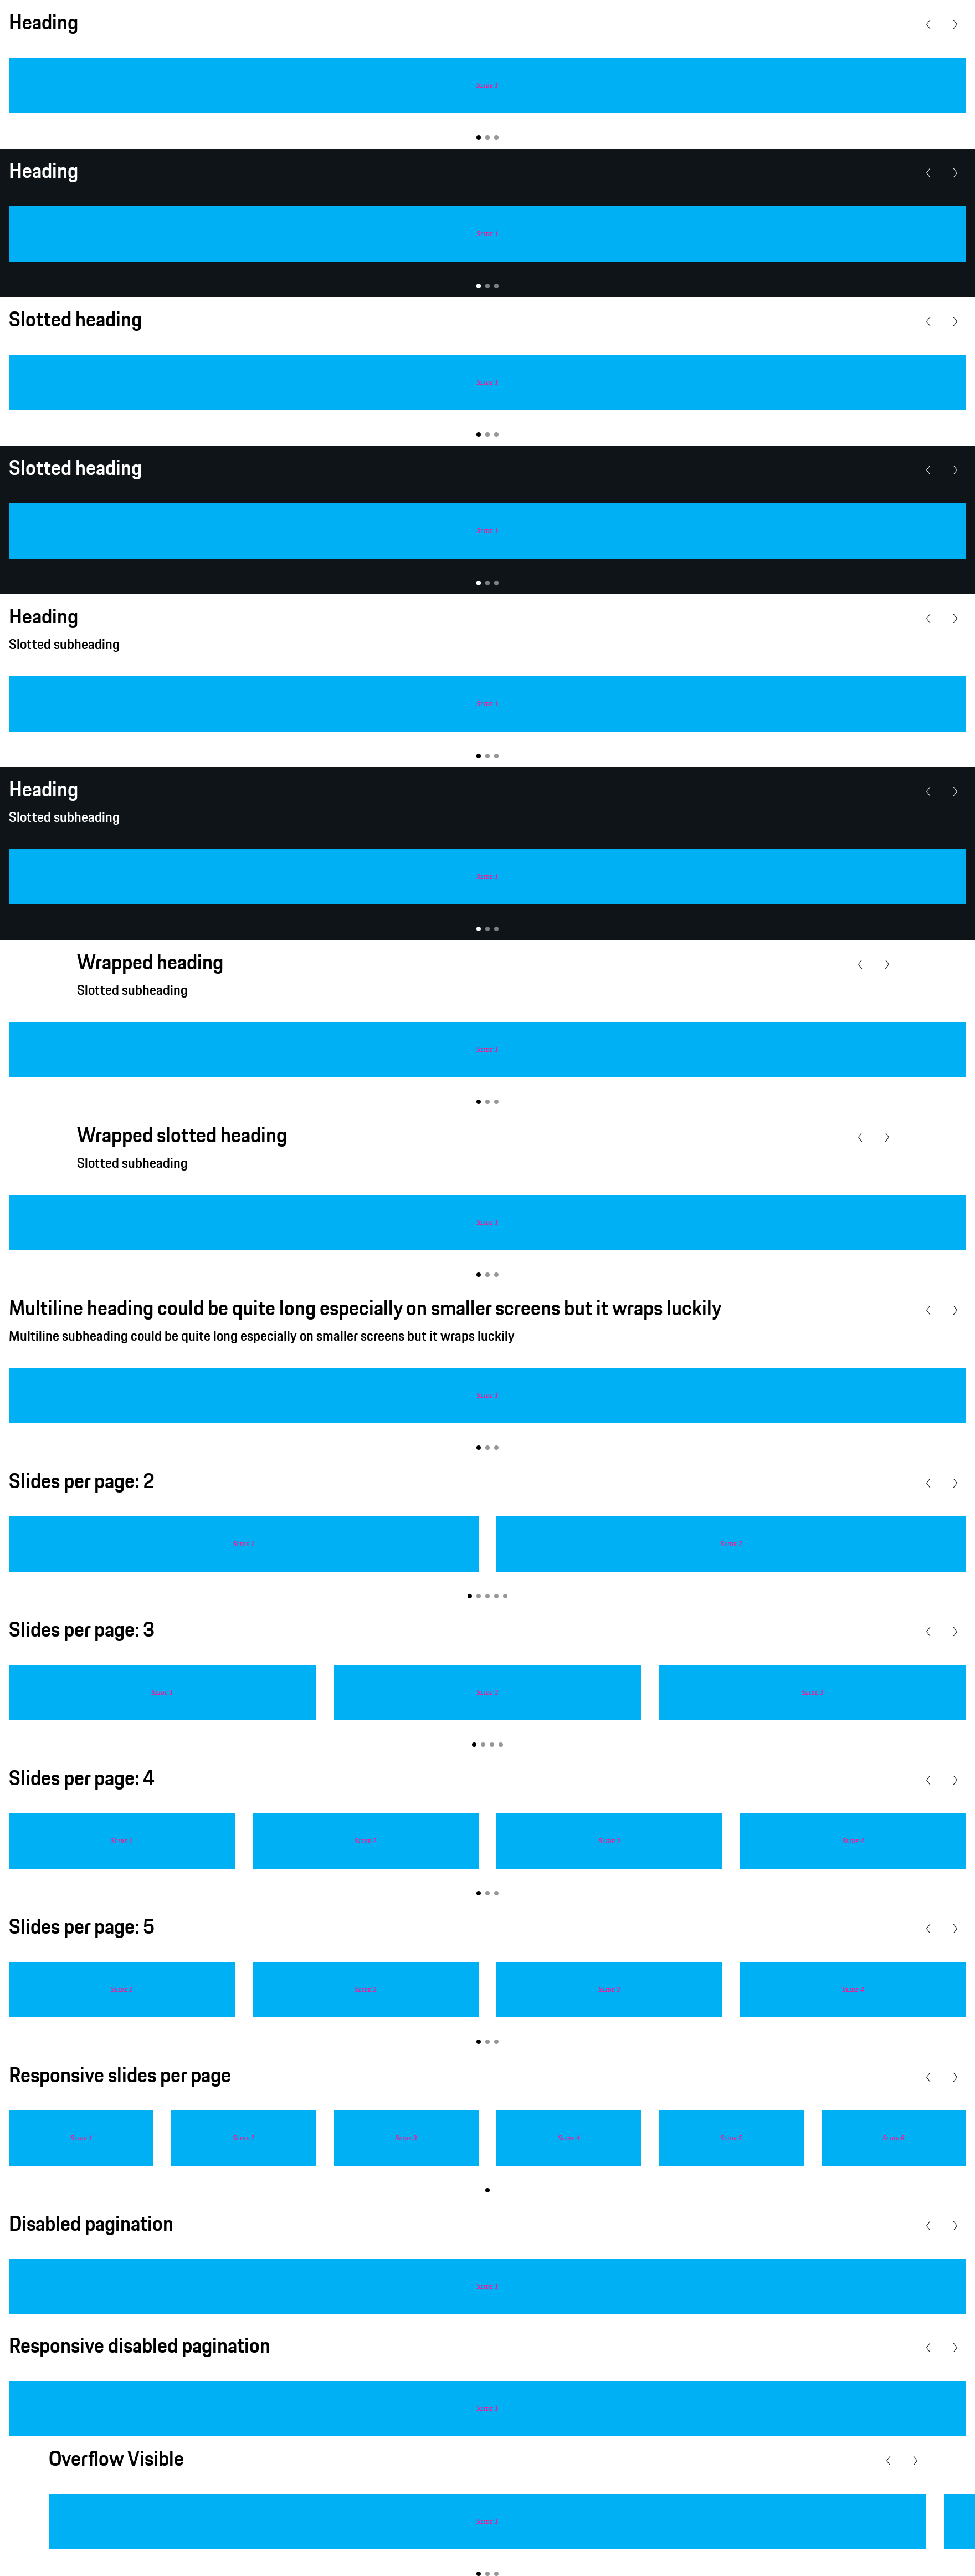 Heading
Slide 1
Heading
Slide 1
Slotted heading
Slide 1
Slotted heading
Slide 1
Heading
Slotted subheading
Slide 1
Heading
Slotted subheading
Slide 1
Wrapped heading
Slotted subheading
Slide 1
Wrapped slotted heading
Slotted subheading
Slide 1
Multiline heading could be quite long especially on smaller screens but it wraps luckily
Multiline subheading could be quite long especially on smaller screens but it wraps luckily
Slide 1
Slides per page: 2
Slide 1 Slide 2
Slides per page: 3
Slide 1 Slide 2 Slide 3
Slides per page: 4
Slide 1 Slide 2 Slide 3 Slide 4
Slides per page: 5
Slide 1 Slide 2 Slide 3 Slide 4
Responsive slides per page
Slide 1 Slide 2 Slide 3 Slide 4 Slide 5 Slide 6
Disabled pagination
Slide 1
Responsive disabled pagination
Slide 1
Overflow Visible
Slide 1